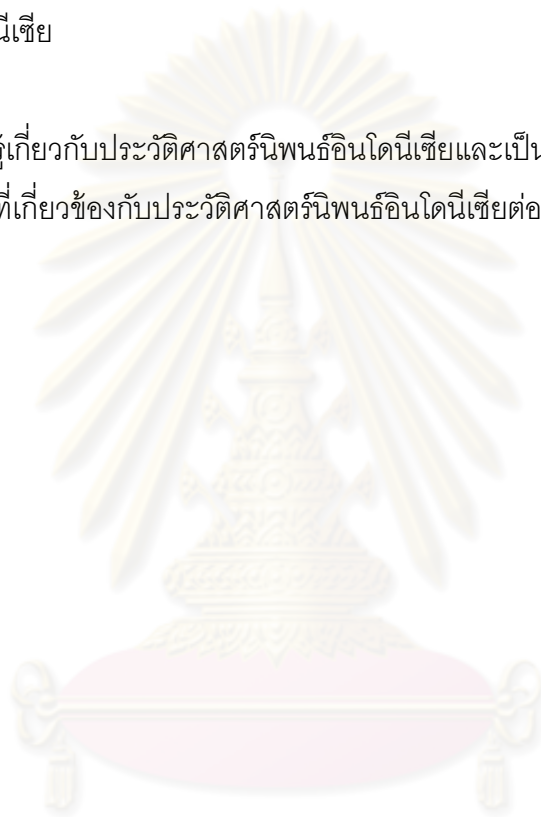 นีเซีย
เกี่ยวกับประวัติศาสตร์นิพนธ์อินโดนีเซียและเป็น
ที่เกี่ยวข้องกับประวัติศาสตร์นิพนธ์อินโดนีเซียต่อ